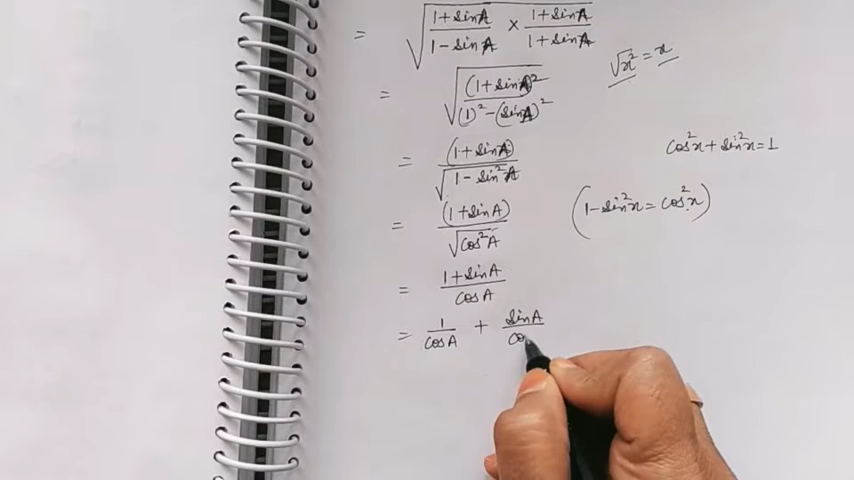 = √((1+sinA)/(1-sinA) × (1+sinA)/(1+sinA))
√x² = x
= √((1+sinA)²/((1)²-(sinA)²))
cos²x + sin²x = 1
= (1+sinA)/√(1-sin²A)
(1-sin²x = cos²x)
= (1+sinA)/√(cos²A)
= (1+sinA)/cosA
= 1/cosA + sinA/co